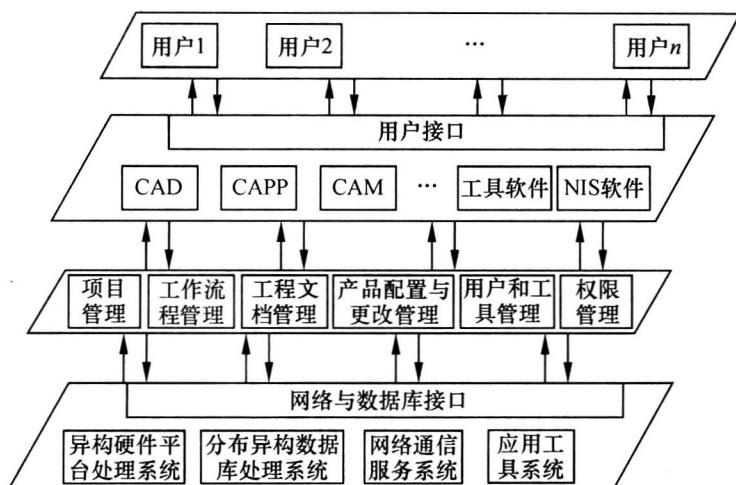 用户1 用户2 … 用户n
用户接口
CAD CAPP CAM … 工具软件 NIS软件
项目 工作流 工程文 产品配置与 用户和工 权限
管理 程管理 档管理 更改管理 具管理 管理
网络与数据库接口
异构硬件平 分布异构数据 网络通信 应用工
台处理系统 库处理系统 服务系统 具系统